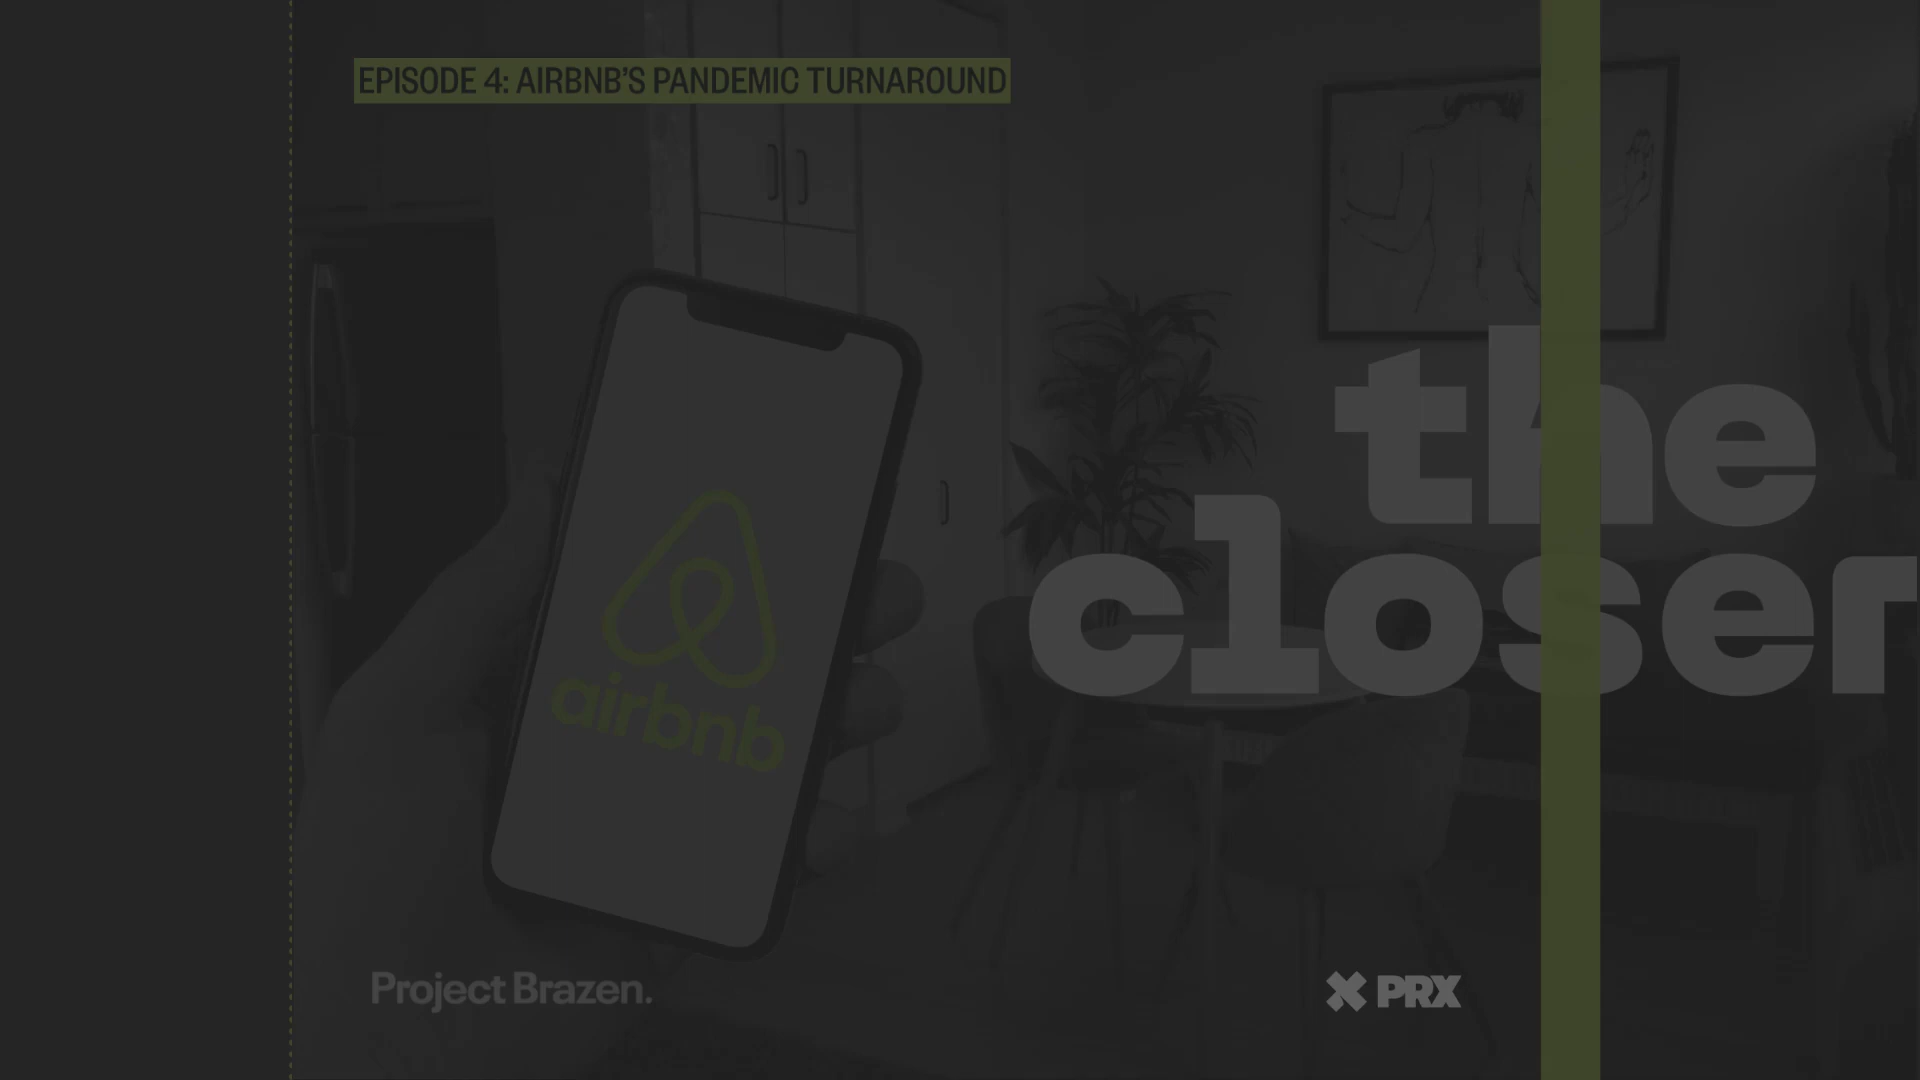 EPISODE 4: AIRBNB’S PANDEMIC TURNAROUND
the
closer
airbnb
Project Brazen.
PRX